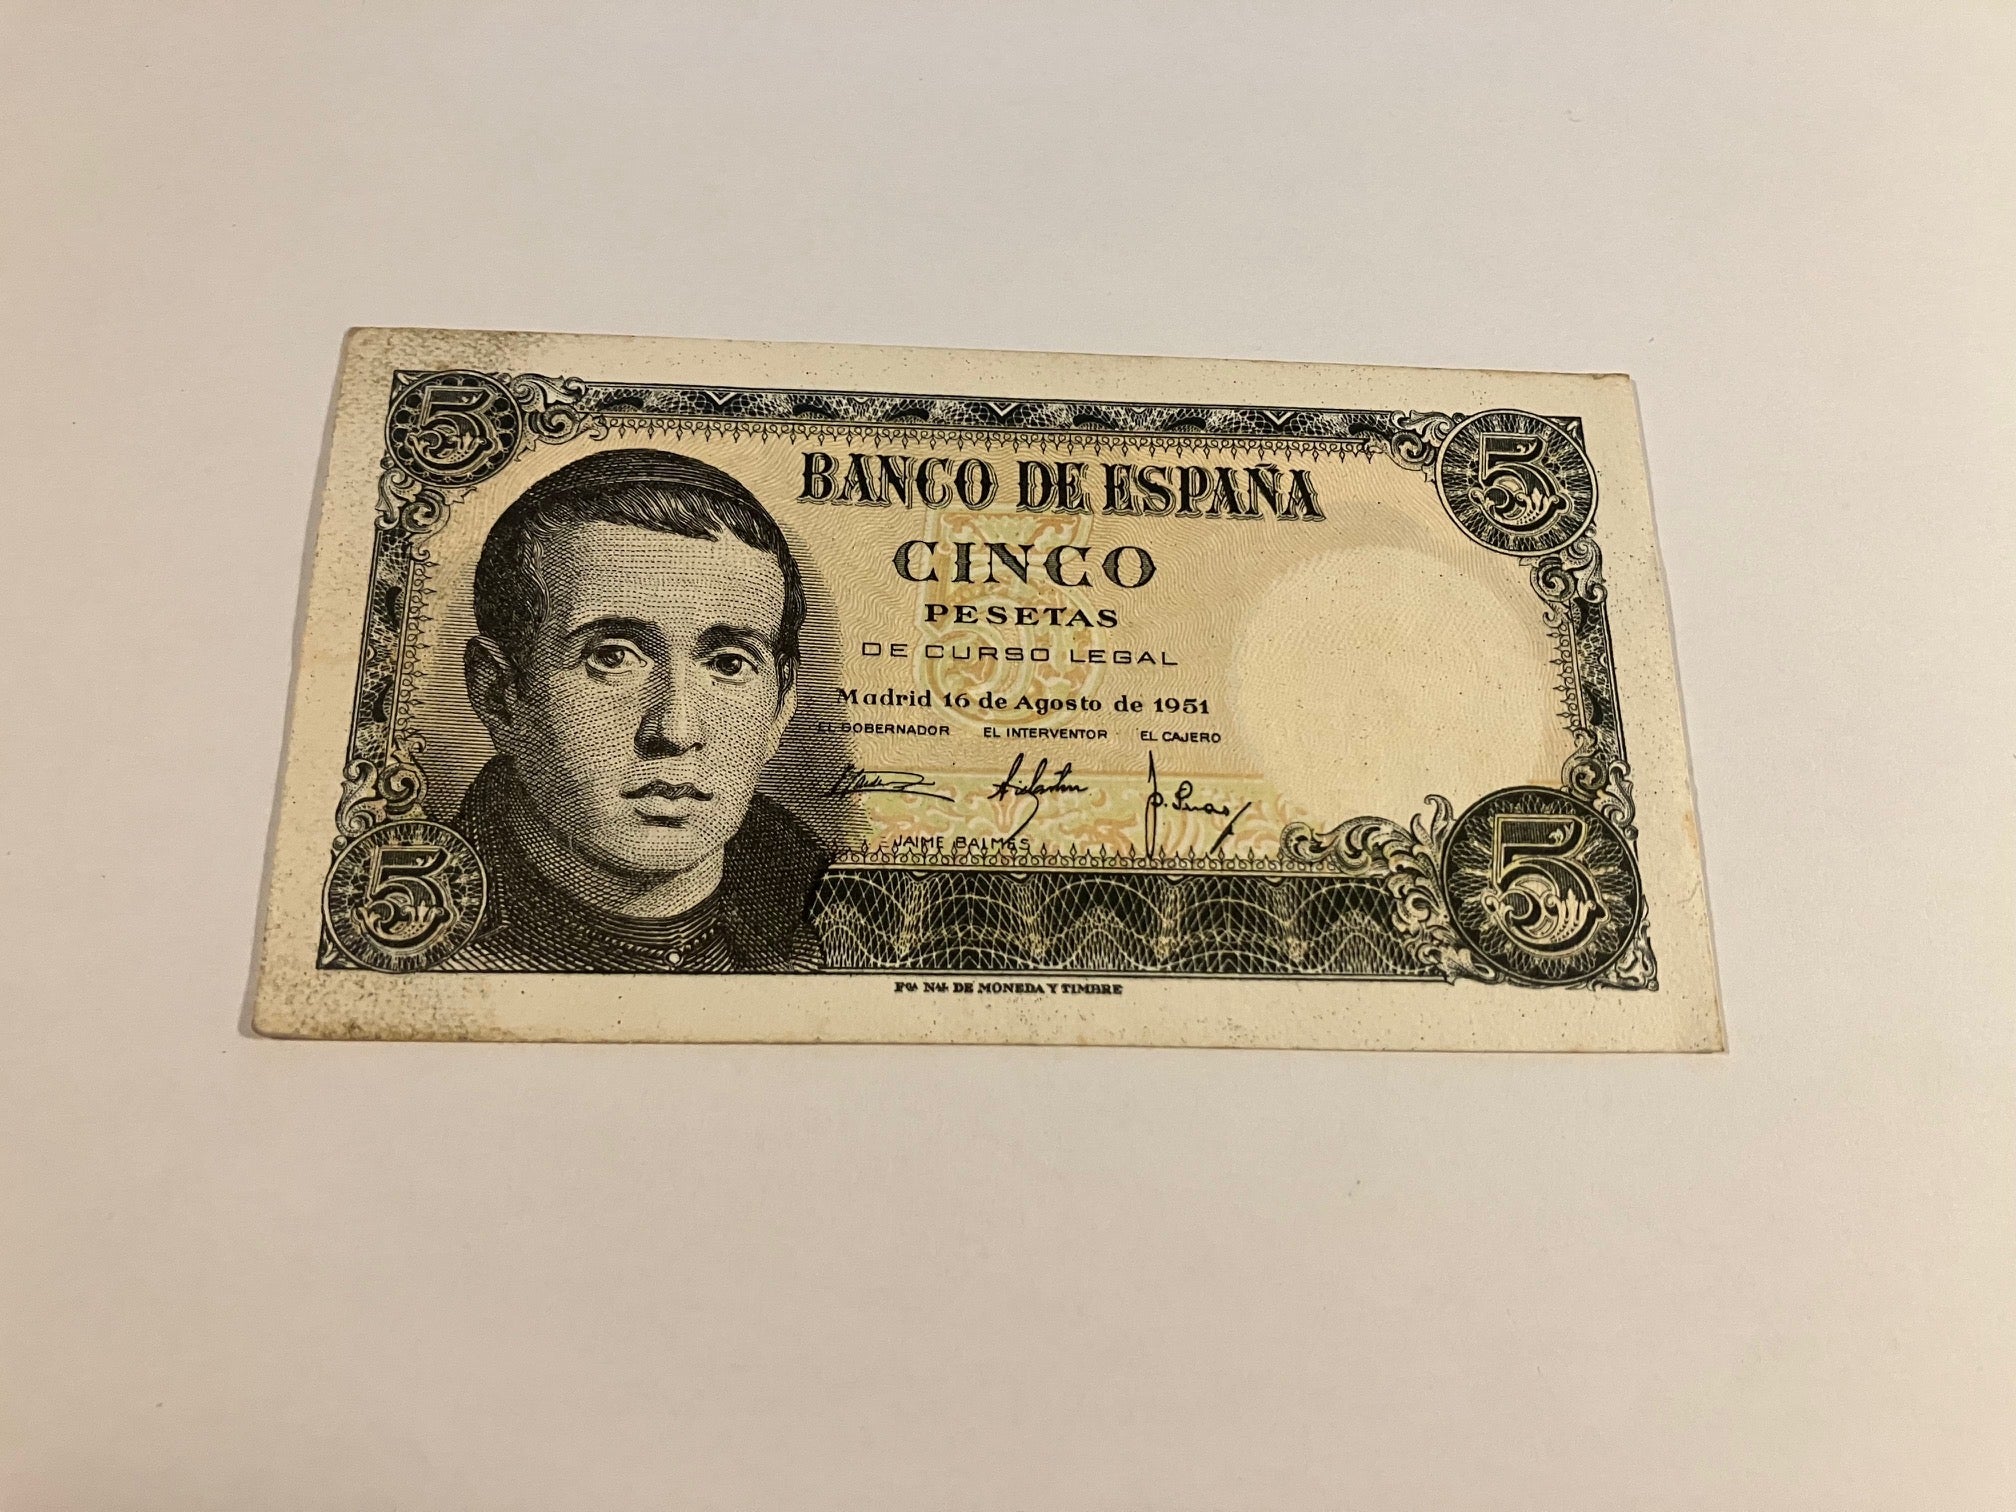 5
5
BANCO DE ESPAÑA
CINCO
PESETAS
DE CURSO LEGAL
Madrid 16 de Agosto de 1951
EL GOBERNADOR EL INTERVENTOR EL CAJERO
JAIME BALMES
5
5
FCA NAL DE MONEDA Y TIMBRE